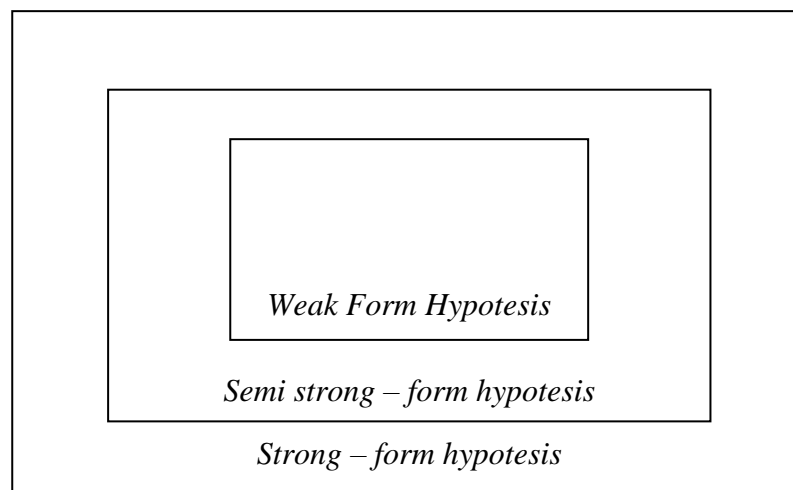 Weak Form Hypotesis
Semi strong – form hypotesis
Strong – form hypotesis